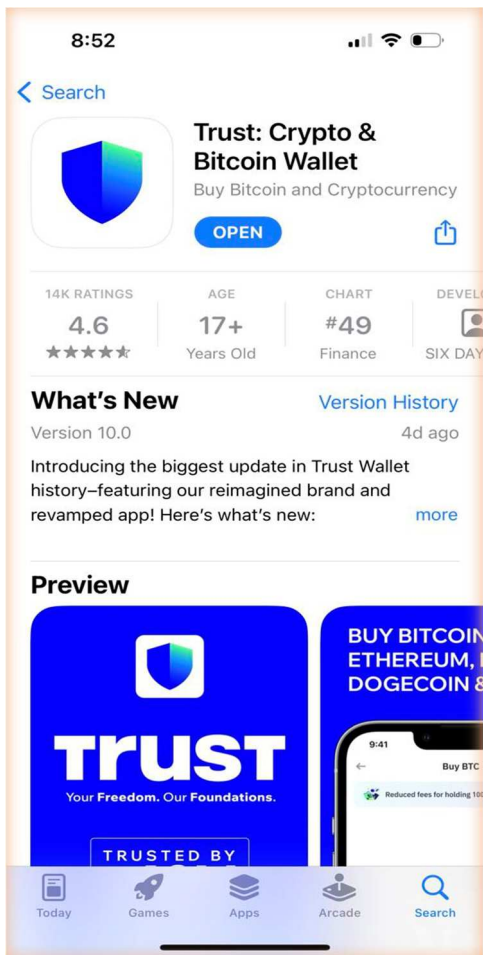 8:52
Search
Trust: Crypto &
Bitcoin Wallet
Buy Bitcoin and Cryptocurrency
OPEN
14K RATINGS
4.6
AGE
17+
Years Old
CHART
#49
Finance
DEVEL
SIX DAY
What's New
Version History
Version 10.0
4d ago
Introducing the biggest update in Trust Wallet
history–featuring our reimagined brand and
revamped app! Here's what's new:
more
Preview
TRUST
Your Freedom. Our Foundations.
TRUSTED BY
BUY BITCOIN
ETHEREUM,
DOGECOIN &
9:41
Buy BTC
Reduced fees for holding 100
Today
Games
Apps
Arcade
Search